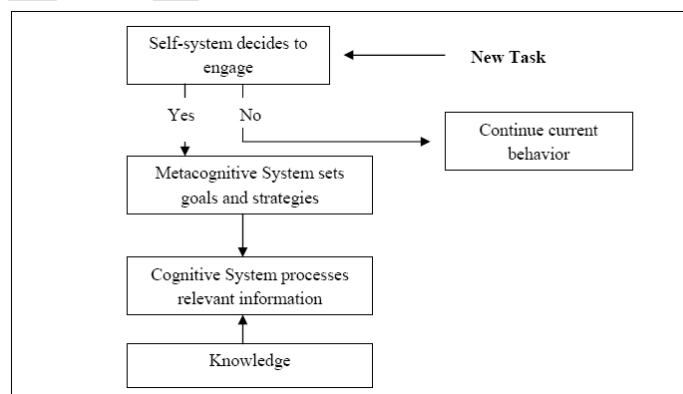 Self-system decides to
engage
New Task
Yes
No
Continue current
behavior
Metacognitive System sets
goals and strategies
Cognitive System processes
relevant information
Knowledge